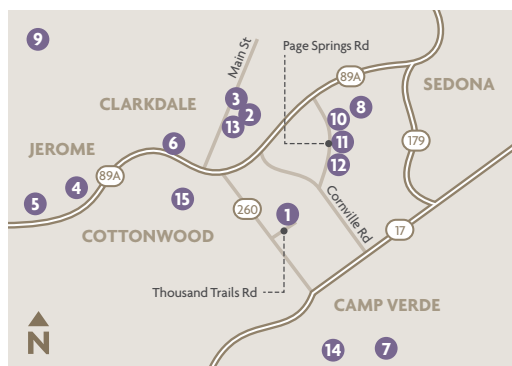 9
Main St
Page Springs Rd
89A
SEDONA
CLARKDALE
3
2
13
10
8
11
12
179
JEROME
6
4
89A
5
15
260
1
Cornville Rd
17
COTTONWOOD
Thousand Trails Rd
CAMP VERDE
N
14
7